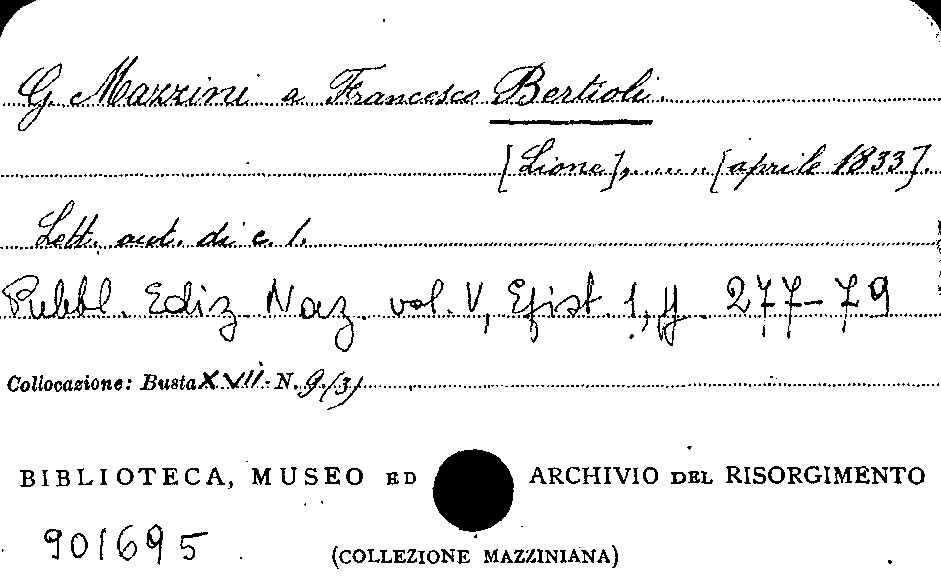 G. Mazzini a Francesco Bertioli.
[Lione], ...... [aprile 1833].
Lett. aut. di c. 1.
Pubbl. Ediz. Naz. vol. V, Epist. 1, pp. 277-79
Collocazione: Busta XVII - N. 9/3)
BIBLIOTECA, MUSEO ED ARCHIVIO DEL RISORGIMENTO
901695
(COLLEZIONE MAZZINIANA)